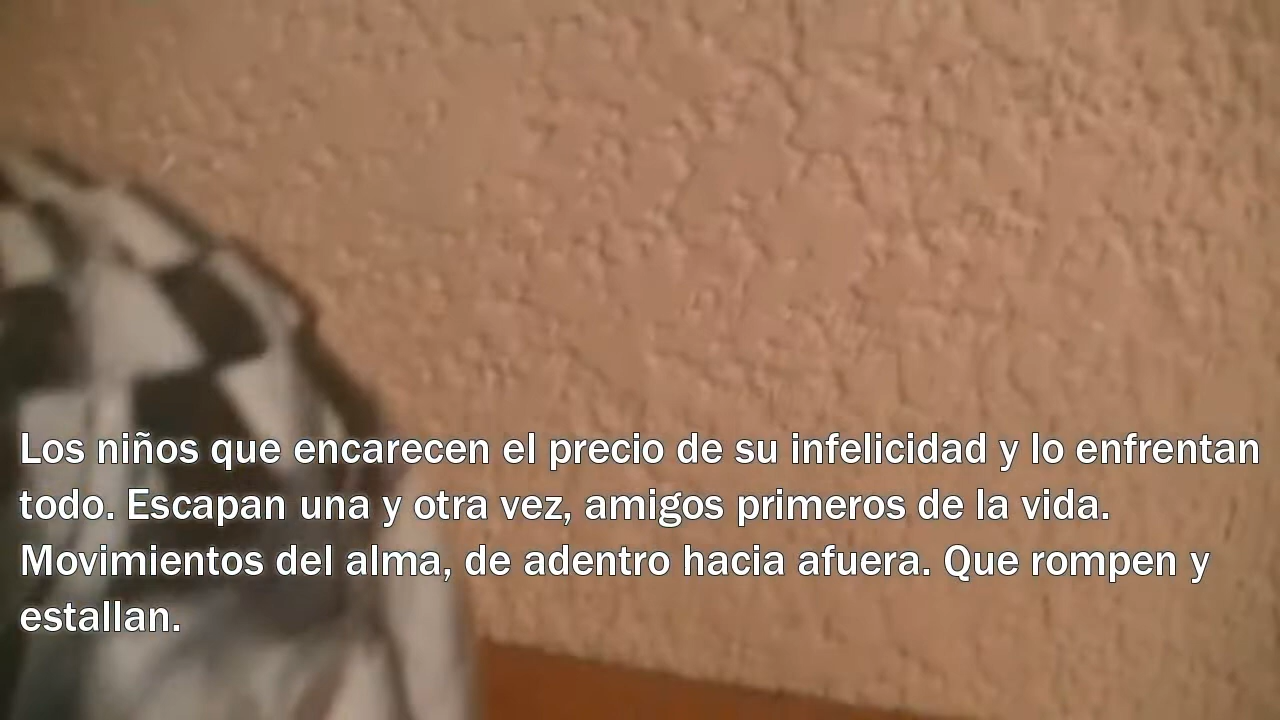 Los niños que encarecen el precio de su infelicidad y lo enfrentan
todo. Escapan una y otra vez, amigos primeros de la vida.
Movimientos del alma, de adentro hacia afuera. Que rompen y
estallan.